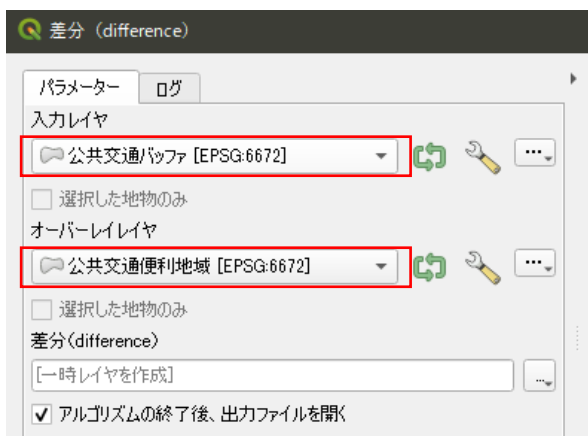 差分（difference）
パラメーター ログ
入力レイヤ
公共交通バッファ [EPSG:6672]
選択した地物のみ
オーバーレイレイヤ
公共交通便利地域 [EPSG:6672]
選択した地物のみ
差分(difference)
[一時レイヤを作成]
アルゴリズムの終了後、出力ファイルを開く